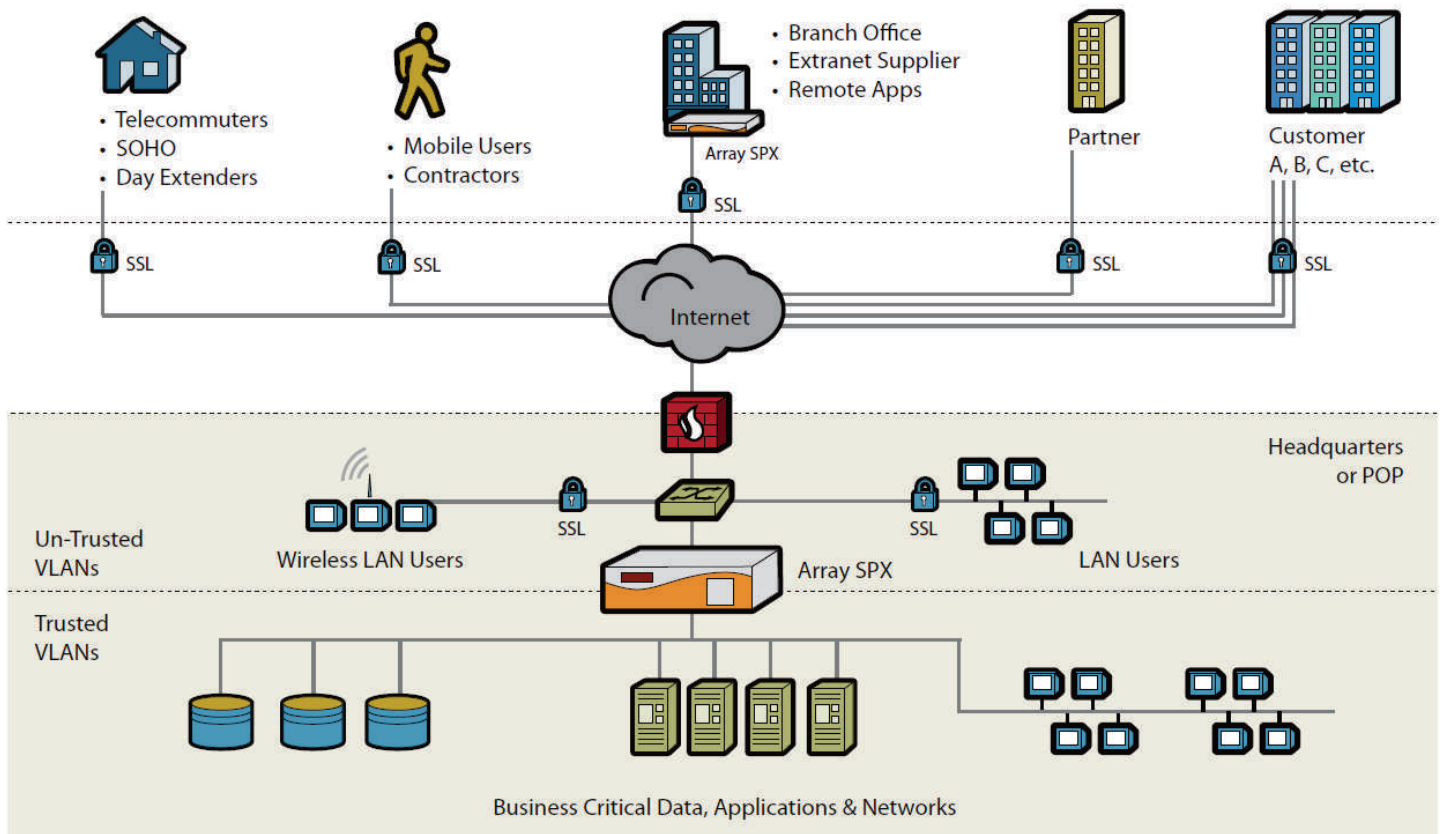 • Branch Office
• Extranet Supplier
• Remote Apps
• Telecommuters
• SOHO
• Day Extenders
• Mobile Users
• Contractors
Array SPX
Partner
Customer
A, B, C, etc.
SSL
SSL
SSL
SSL
SSL
Internet
Headquarters
or POP
SSL
SSL
Un-Trusted
VLANs
Wireless LAN Users
Array SPX
LAN Users
Trusted
VLANs
Business Critical Data, Applications & Networks